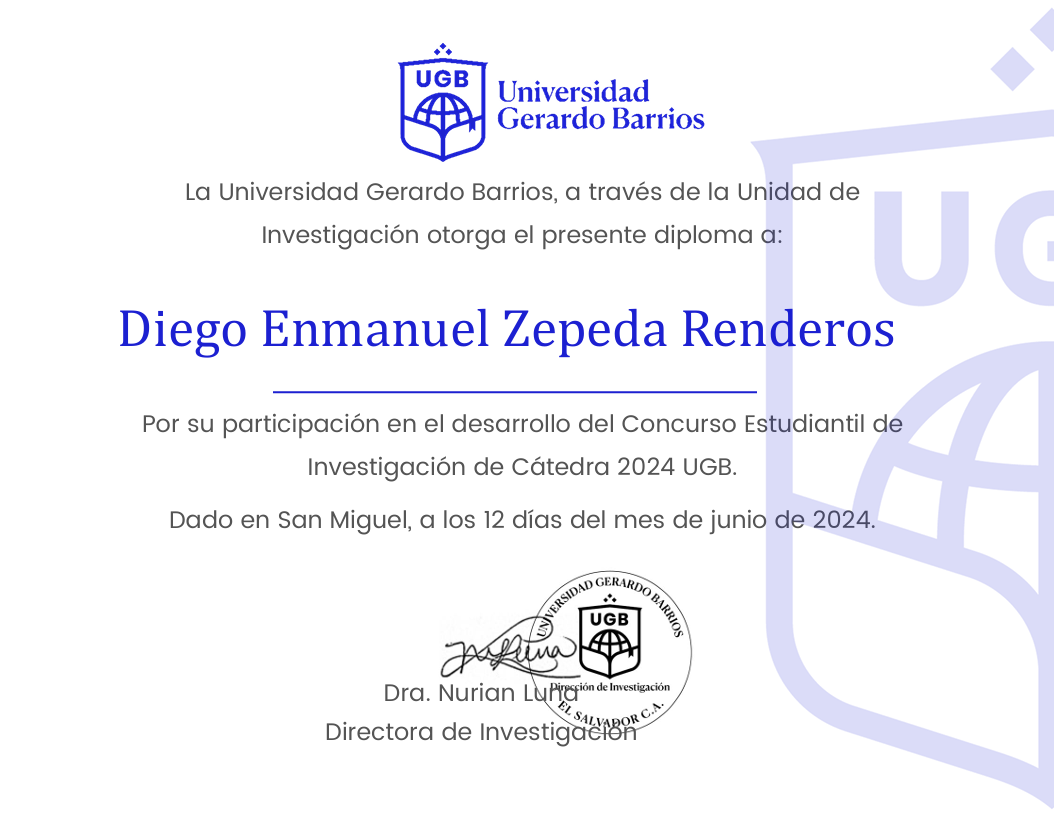 UGB
Universidad
Gerardo Barrios
La Universidad Gerardo Barrios, a través de la Unidad de
Investigación otorga el presente diploma a:
Diego Enmanuel Zepeda Renderos
Por su participación en el desarrollo del Concurso Estudiantil de
Investigación de Cátedra 2024 UGB.
Dado en San Miguel, a los 12 días del mes de junio de 2024.
UNIVERSIDAD GERARDO BARRIOS
UGB
Dirección de Investigación
EL SALVADOR C.A.
Dra. Nurian Luna
Directora de Investigación
UG